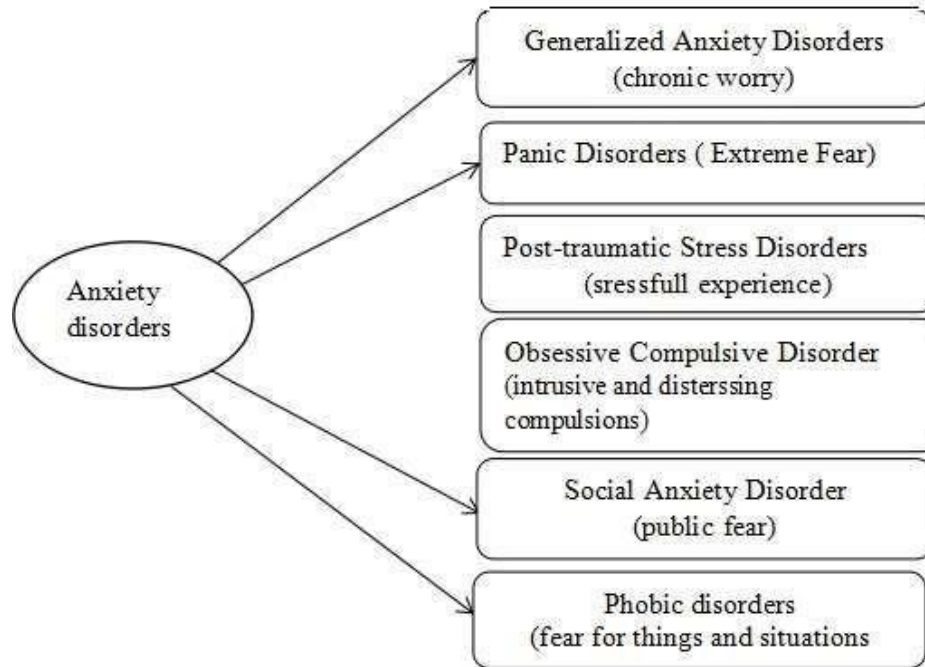 Generalized Anxiety Disorders
(chronic worry)
Panic Disorders ( Extreme Fear)
Post-traumatic Stress Disorders
(sressfull experience)
Anxiety
disorders
Obsessive Compulsive Disorder
(intrusive and disterssing
compulsions)
Social Anxiety Disorder
(public fear)
Phobic disorders
(fear for things and situations